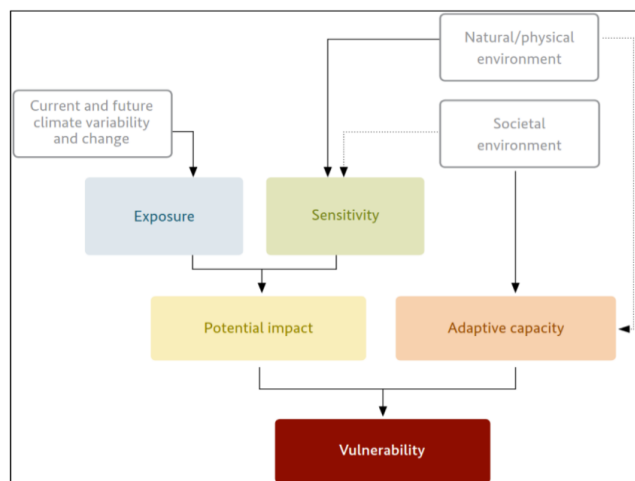 Natural/physical
environment
Current and future
climate variability
and change
Societal
environment
Exposure
Sensitivity
Potential impact
Adaptive capacity
Vulnerability